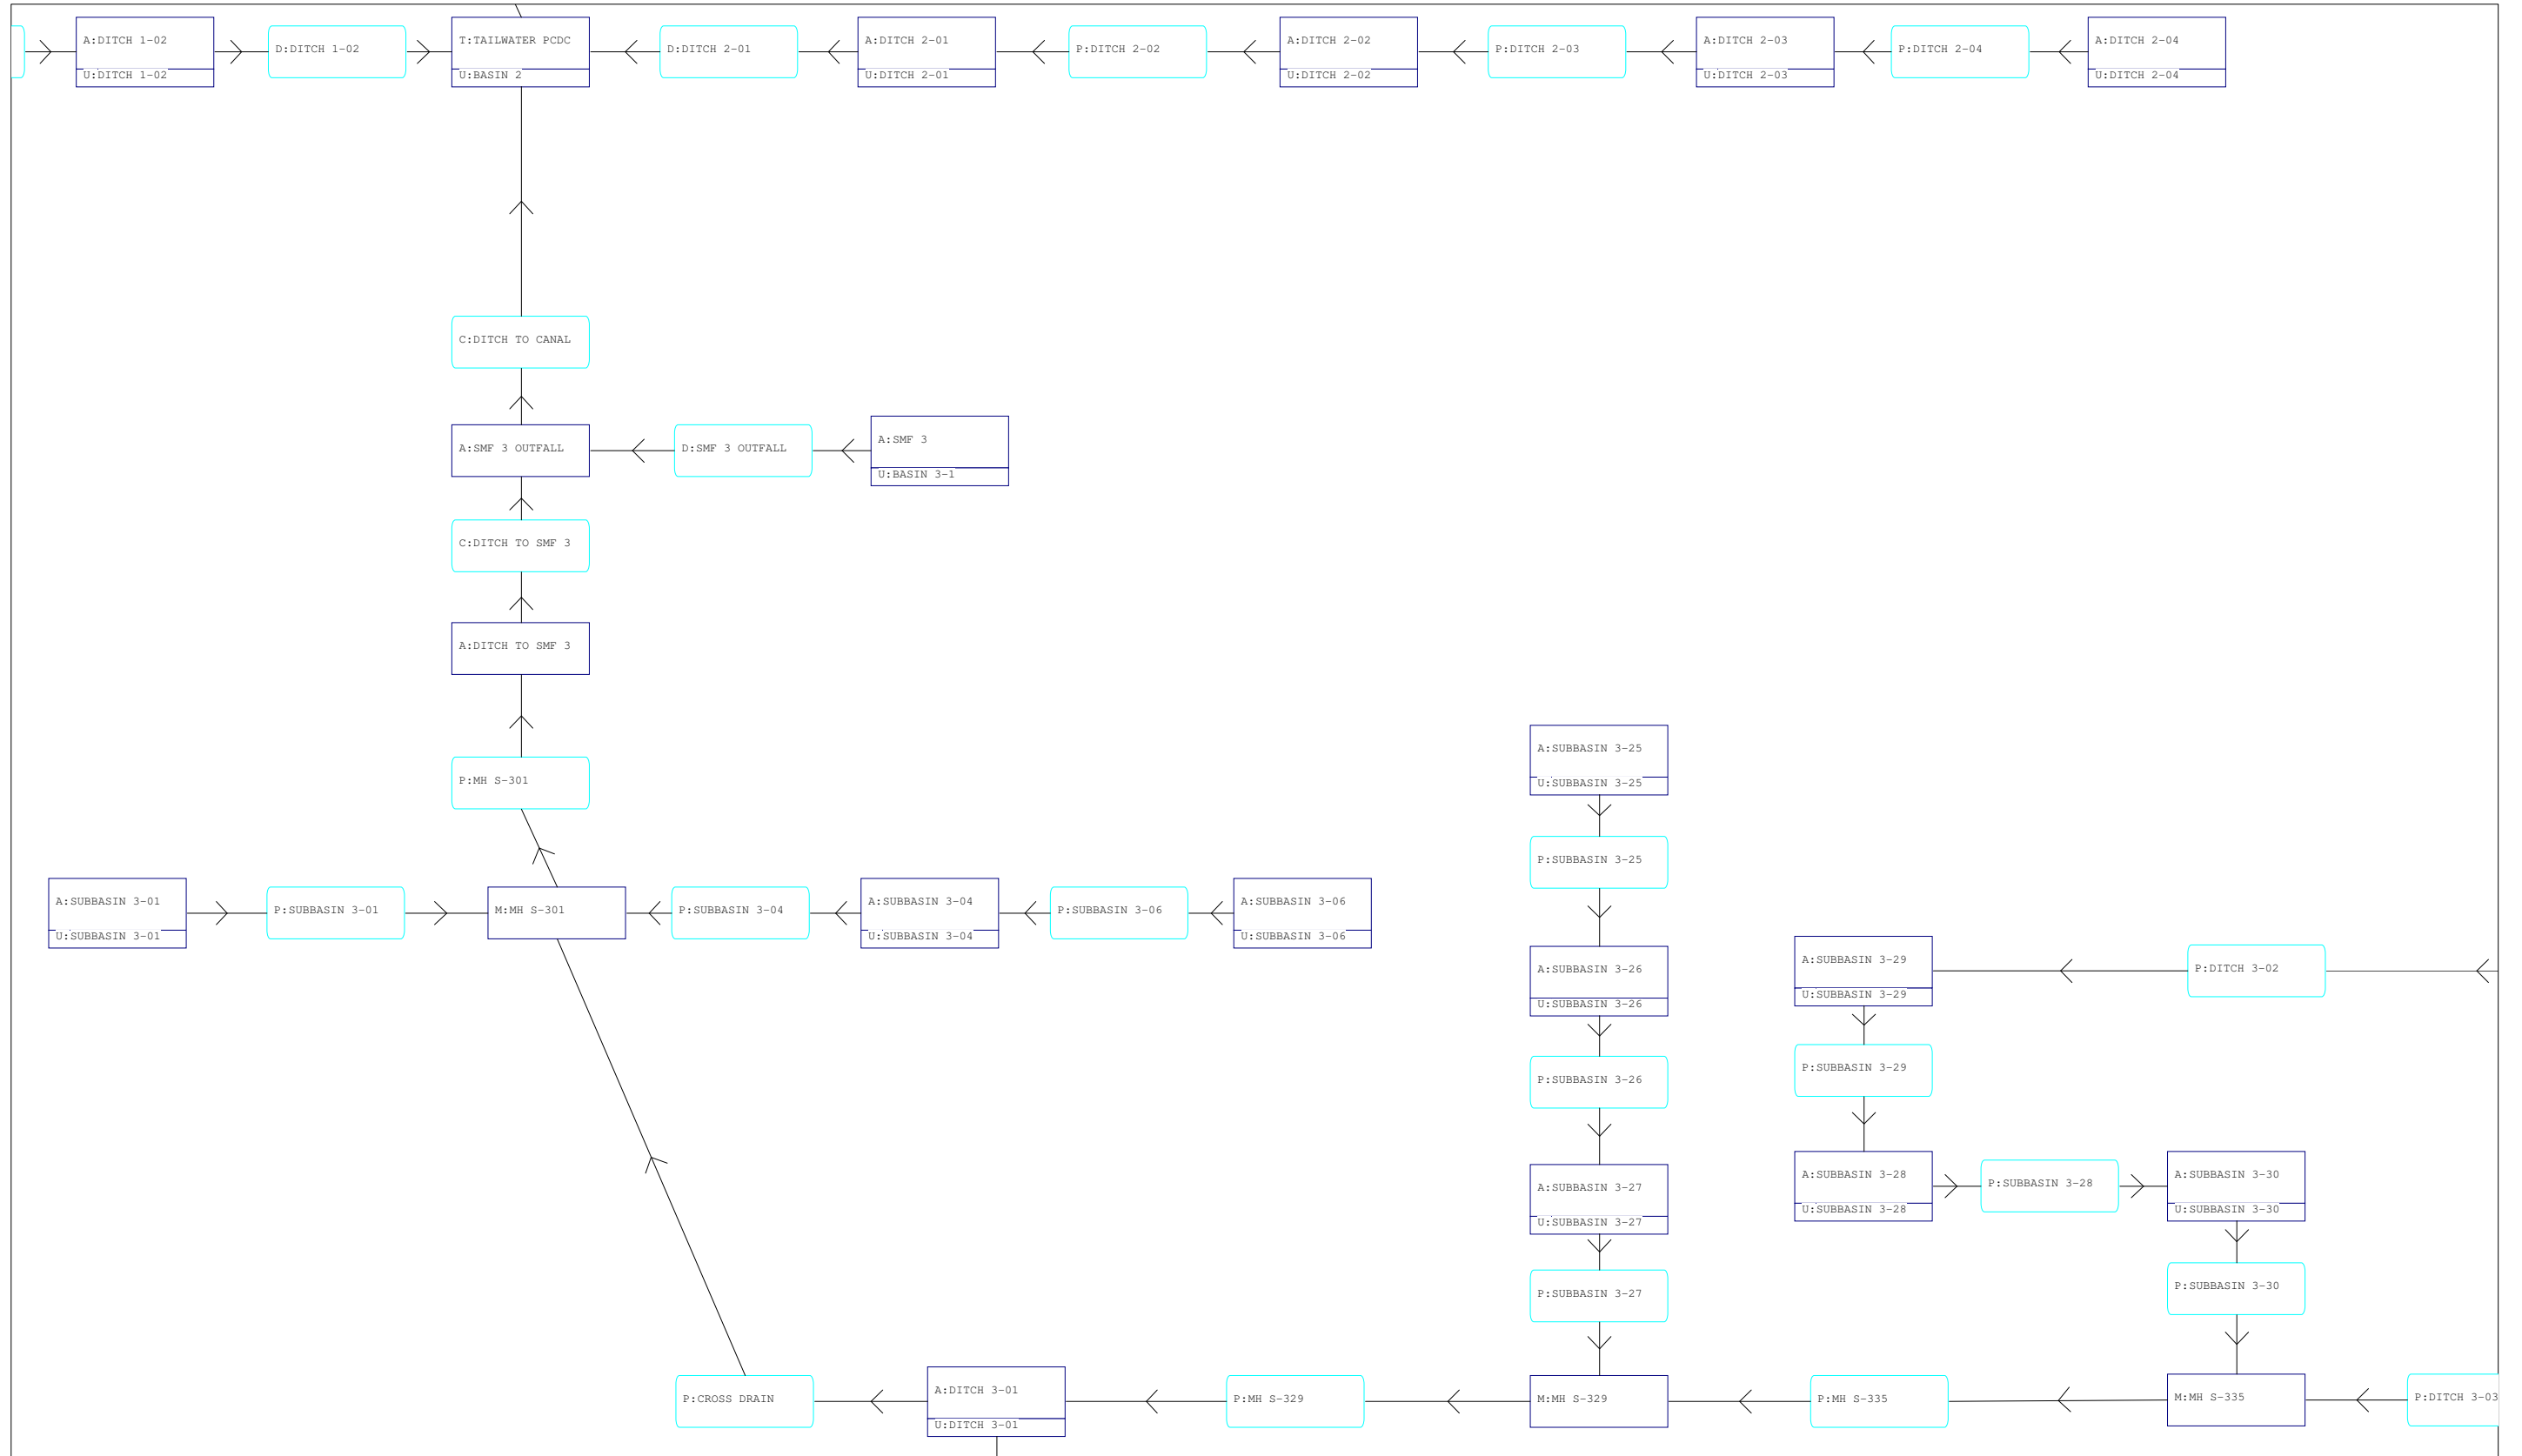 A:DITCH 1-02
U:DITCH 1-02
D:DITCH 1-02
T:TAILWATER PCDC
U:BASIN 2
D:DITCH 2-01
A:DITCH 2-01
U:DITCH 2-01
P:DITCH 2-02
A:DITCH 2-02
U:DITCH 2-02
P:DITCH 2-03
A:DITCH 2-03
U:DITCH 2-03
P:DITCH 2-04
A:DITCH 2-04
U:DITCH 2-04
C:DITCH TO CANAL
A:SMF 3 OUTFALL
D:SMF 3 OUTFALL
A:SMF 3
U:BASIN 3-1
C:DITCH TO SMF 3
A:DITCH TO SMF 3
P:MH S-301
A:SUBBASIN 3-25
U:SUBBASIN 3-25
P:SUBBASIN 3-25
A:SUBBASIN 3-01
U:SUBBASIN 3-01
P:SUBBASIN 3-01
M:MH S-301
P:SUBBASIN 3-04
A:SUBBASIN 3-04
U:SUBBASIN 3-04
P:SUBBASIN 3-06
A:SUBBASIN 3-06
U:SUBBASIN 3-06
A:SUBBASIN 3-26
U:SUBBASIN 3-26
A:SUBBASIN 3-29
U:SUBBASIN 3-29
P:DITCH 3-02
P:SUBBASIN 3-26
P:SUBBASIN 3-29
A:SUBBASIN 3-27
U:SUBBASIN 3-27
A:SUBBASIN 3-28
U:SUBBASIN 3-28
P:SUBBASIN 3-28
A:SUBBASIN 3-30
U:SUBBASIN 3-30
P:SUBBASIN 3-27
P:SUBBASIN 3-30
P:CROSS DRAIN
A:DITCH 3-01
U:DITCH 3-01
P:MH S-329
M:MH S-329
P:MH S-335
M:MH S-335
P:DITCH 3-03